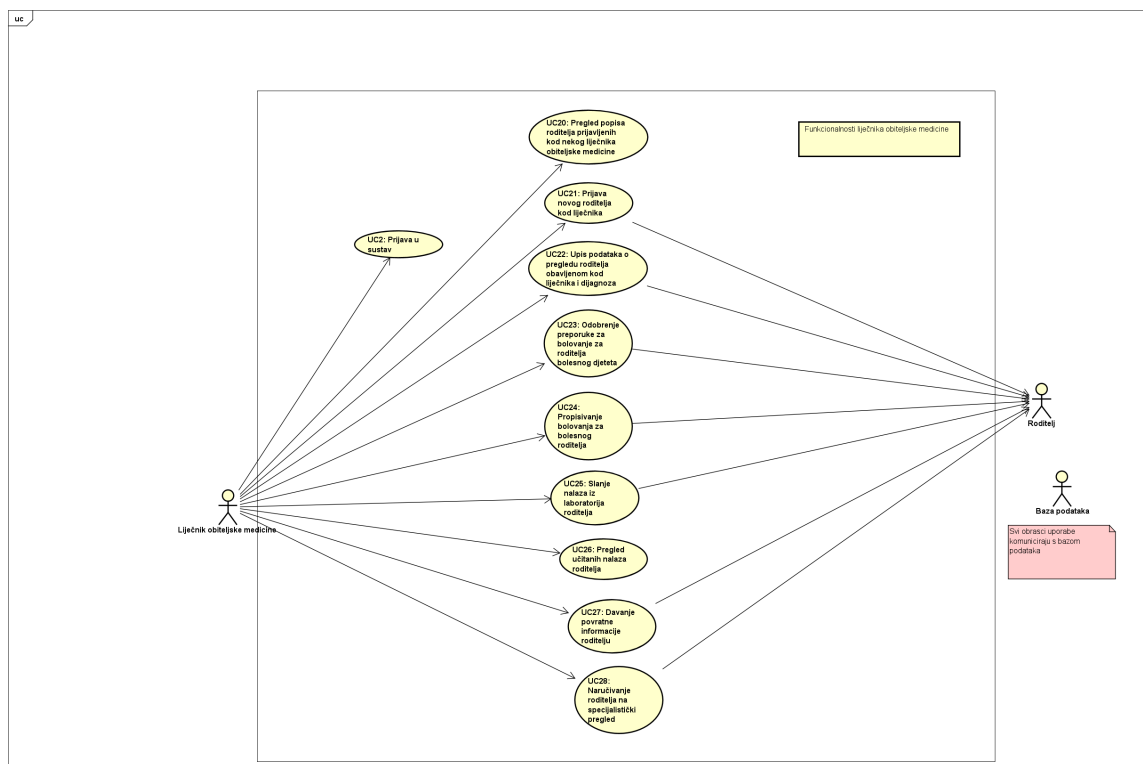 uc
UC20: Pregled popisa
roditelja prijavljenih
kod nekog liječnika
obiteljske medicine
Funkcionalnosti liječnika obiteljske medicine
UC21: Prijava
novog roditelja
kod liječnika
UC2: Prijava u
sustav
UC22: Upis podataka o
pregledu roditelja
obavljenom kod
liječnika i dijagnoza
UC23: Odobrenje
preporuke za
bolovanje za
roditelja
bolesnog djeteta
UC24:
Propisivanje
bolovanja za
bolesnog
roditelja
Roditelj
UC25: Slanje
nalaza iz
laboratorija
roditelja
Liječnik obiteljske medicine
Baza podataka
Svi obrasci uporabe
komuniciraju s bazom
podataka
UC26: Pregled
učitanih nalaza
roditelja
UC27: Davanje
povratne
informacije
roditelju
UC28:
Naručivanje
roditelja na
specijalistički
pregled